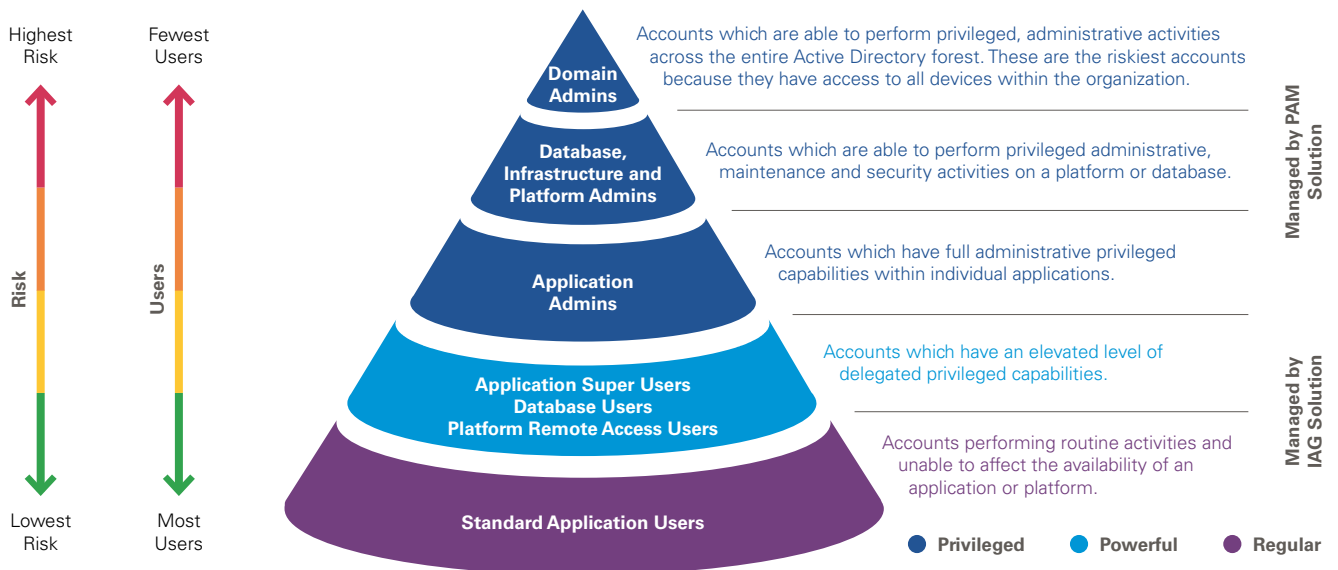 Highest
Risk
Fewest
Users
Risk
Users
Lowest
Risk
Most
Users
Domain
Admins
Accounts which are able to perform privileged, administrative activities
across the entire Active Directory forest. These are the riskiest accounts
because they have access to all devices within the organization.
Database,
Infrastructure and
Platform Admins
Accounts which are able to perform privileged administrative,
maintenance and security activities on a platform or database.
Application
Admins
Accounts which have full administrative privileged
capabilities within individual applications.
Application Super Users
Database Users
Platform Remote Access Users
Accounts which have an elevated level of
delegated privileged capabilities.
Standard Application Users
Accounts performing routine activities and
unable to affect the availability of an
application or platform.
Managed by PAM
Solution
Managed by
IAG Solution
Privileged
Powerful
Regular